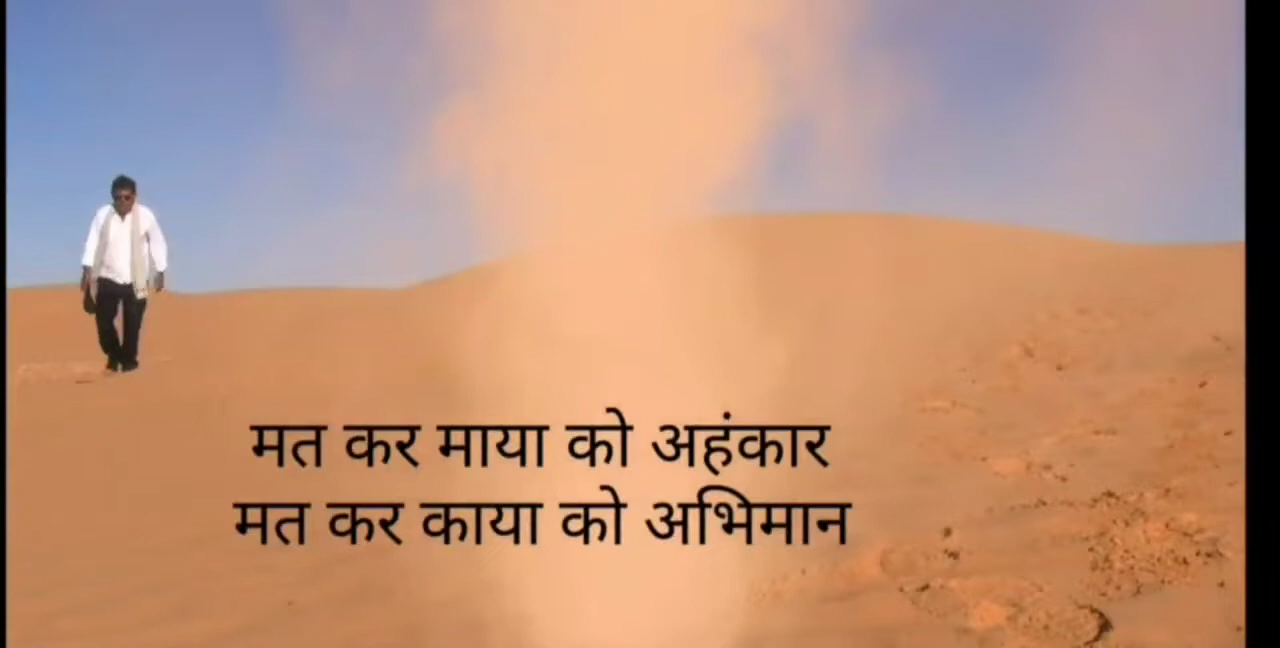 मत कर माया को अहंकार
मत कर काया को अभिमान